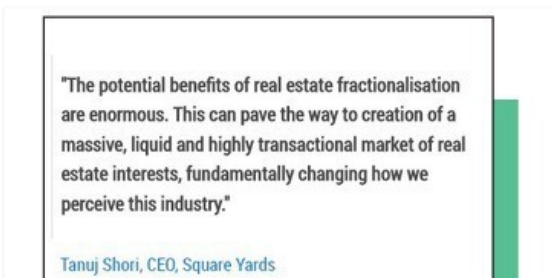 "The potential benefits of real estate fractionalisation
are enormous. This can pave the way to creation of a
massive, liquid and highly transactional market of real
estate interests, fundamentally changing how we
perceive this industry."
Tanuj Shori, CEO, Square Yards